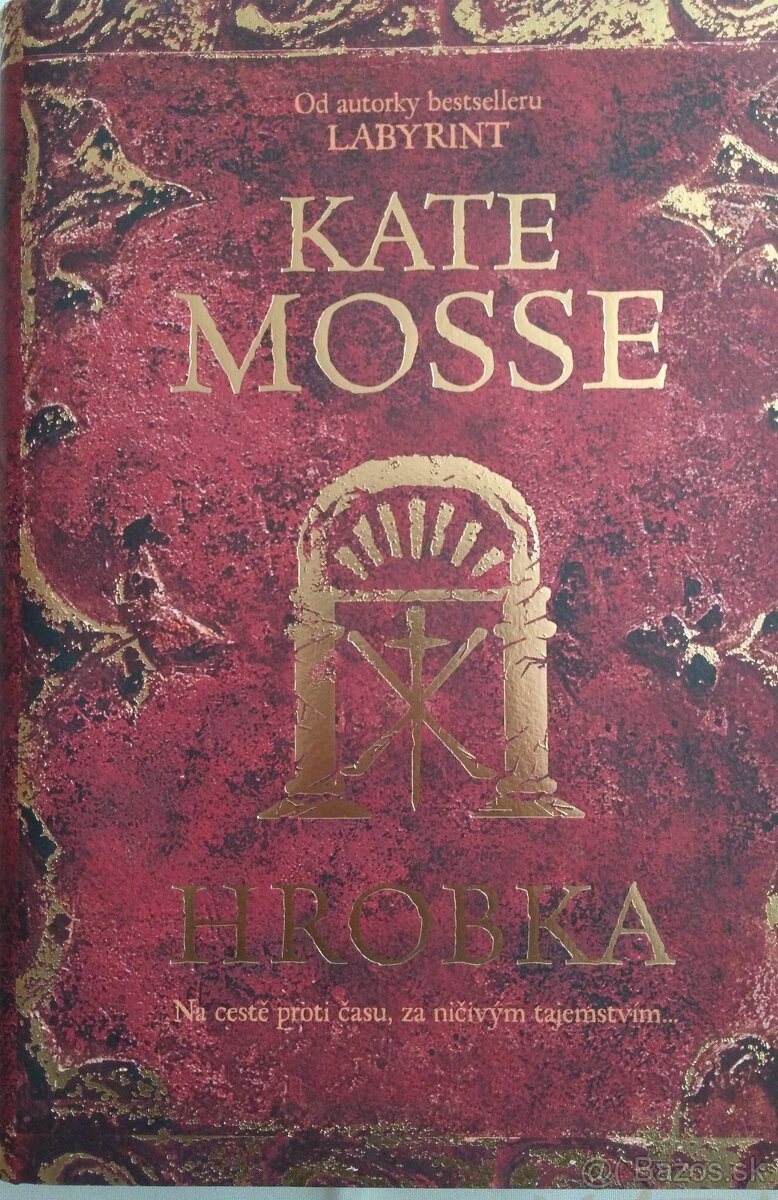 Od autorky bestselleru
LABYRINT
KATE
MOSSE
HROBKA
Na cestě proti času, za ničivým tajemstvím...
@ Bazos.sk